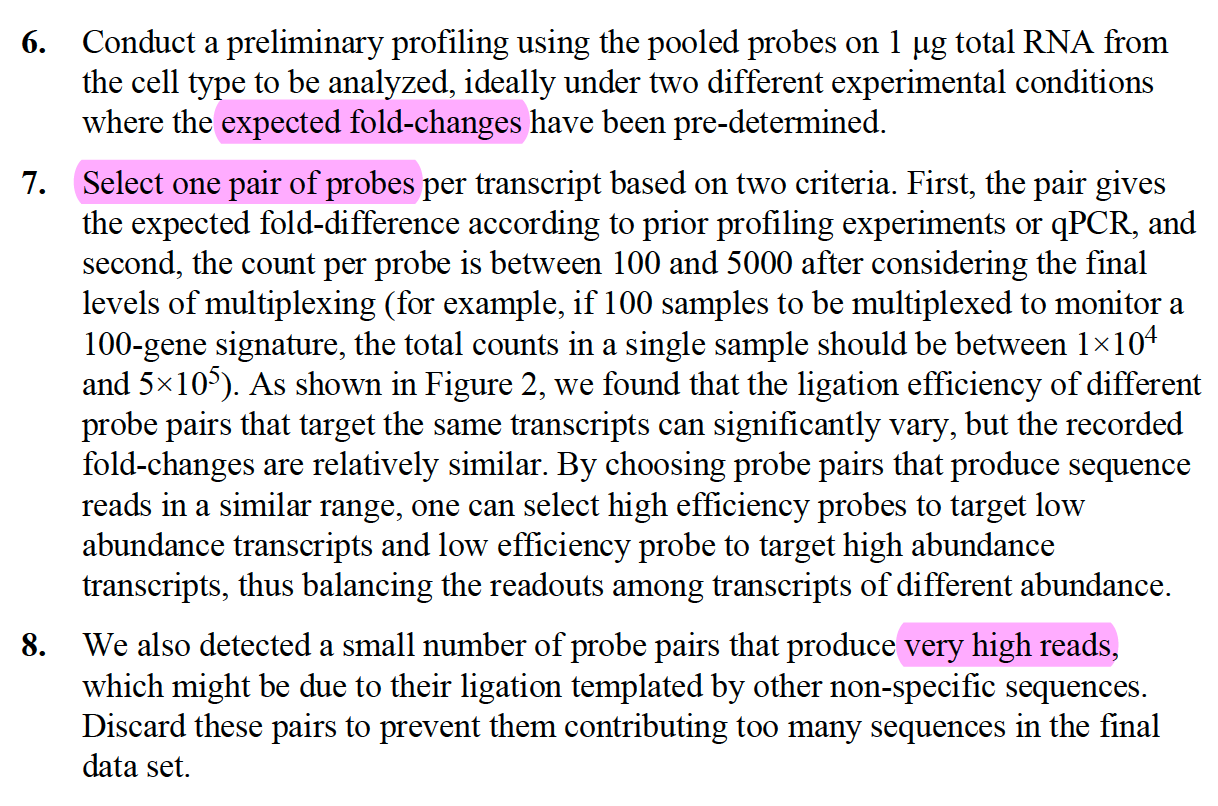 6. Conduct a preliminary profiling using the pooled probes on 1 μg total RNA from
the cell type to be analyzed, ideally under two different experimental conditions
where the expected fold-changes have been pre-determined.
7. Select one pair of probes per transcript based on two criteria. First, the pair gives
the expected fold-difference according to prior profiling experiments or qPCR, and
second, the count per probe is between 100 and 5000 after considering the final
levels of multiplexing (for example, if 100 samples to be multiplexed to monitor a
100-gene signature, the total counts in a single sample should be between 1×10⁴
and 5×10⁵). As shown in Figure 2, we found that the ligation efficiency of different
probe pairs that target the same transcripts can significantly vary, but the recorded
fold-changes are relatively similar. By choosing probe pairs that produce sequence
reads in a similar range, one can select high efficiency probes to target low
abundance transcripts and low efficiency probe to target high abundance
transcripts, thus balancing the readouts among transcripts of different abundance.
8. We also detected a small number of probe pairs that produce very high reads,
which might be due to their ligation templated by other non-specific sequences.
Discard these pairs to prevent them contributing too many sequences in the final
data set.